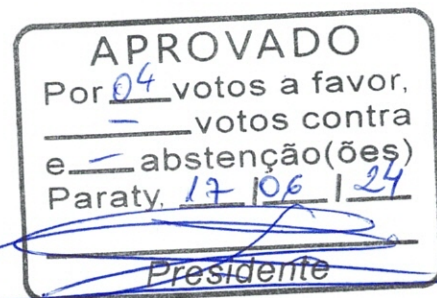 APROVADO
Por 04 votos a favor,
— votos contra
e — abstenção(ões)
Paraty, 17 |06 | 24
Presidente